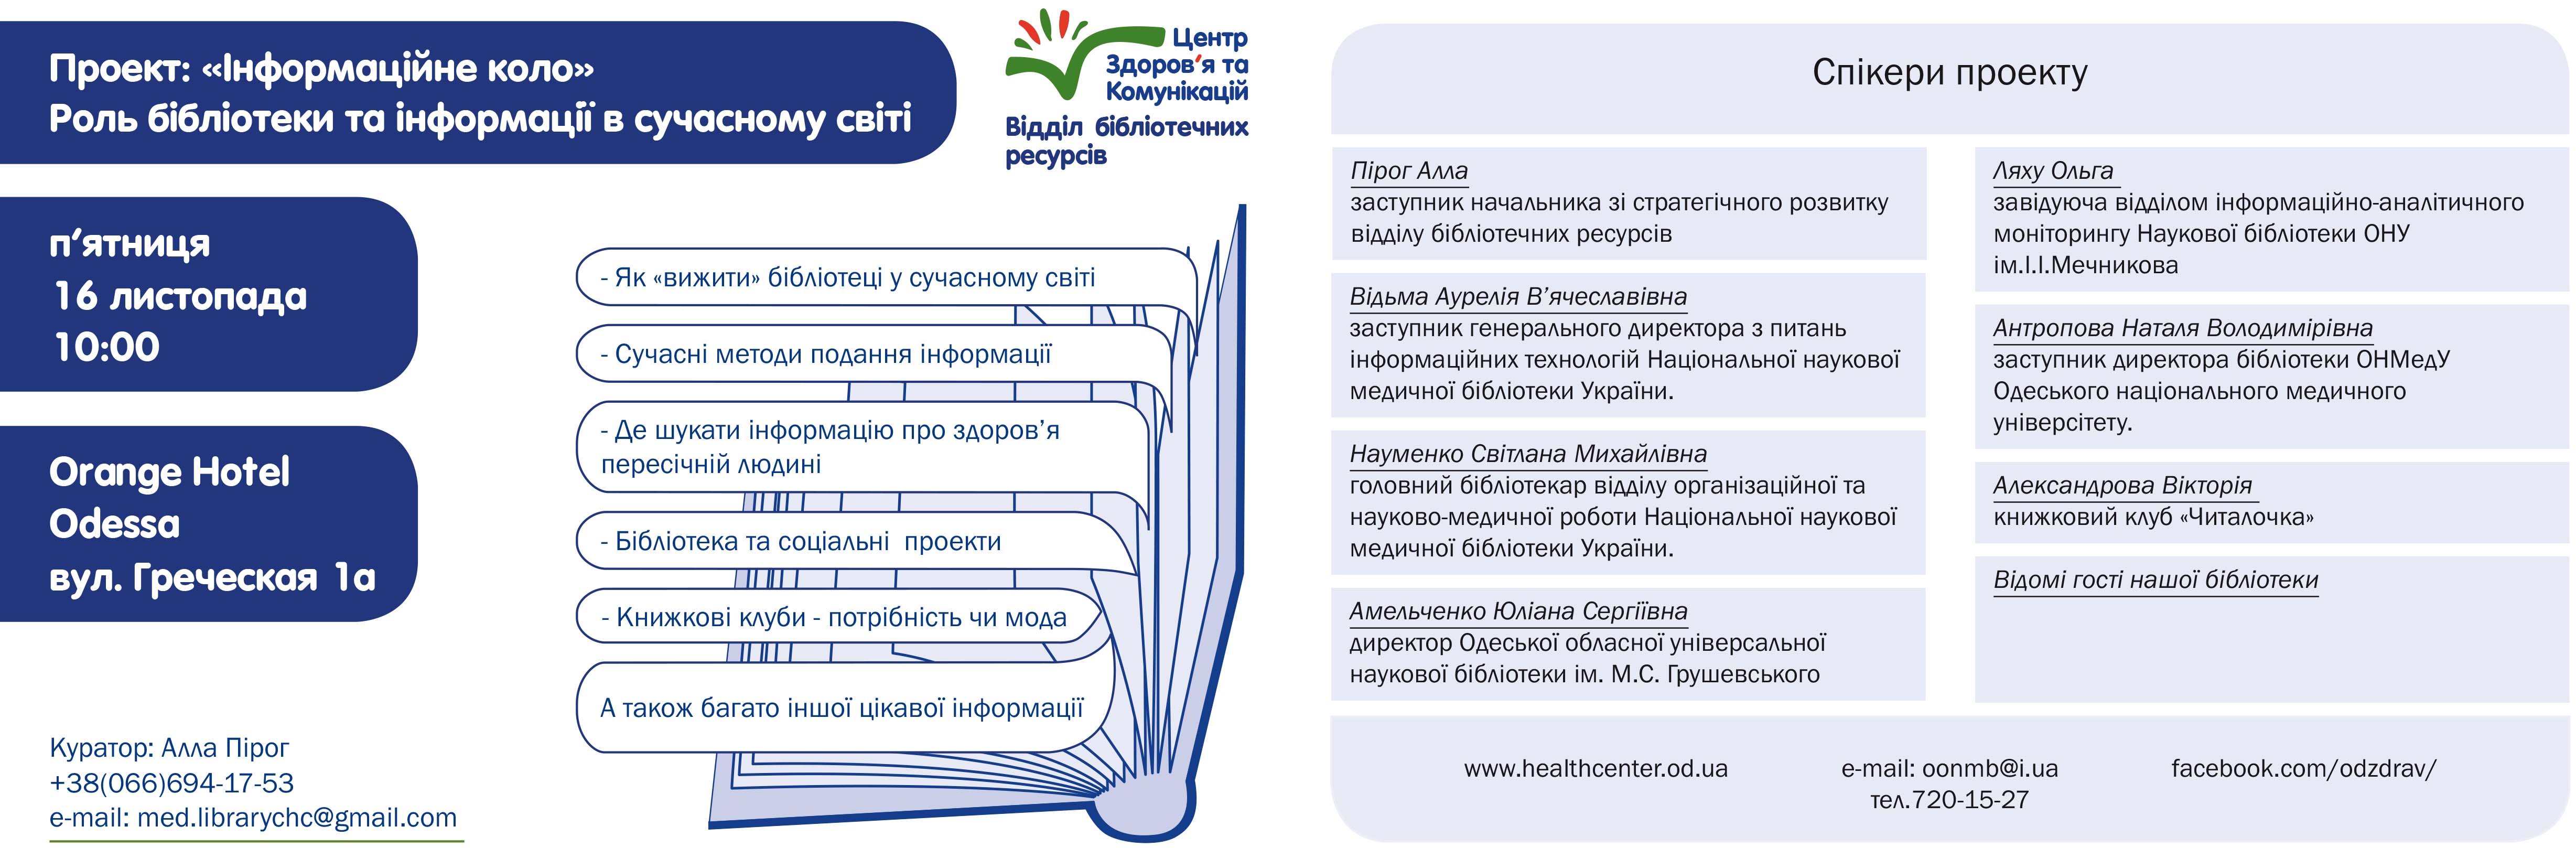 Проект: «Інформаційне коло»
Роль бібліотеки та інформації в сучасному світі
Центр
Здоров'я та
Комунікацій
Відділ бібліотечних
ресурсів
п'ятниця
16 листопада
10:00
Orange Hotel
Odessa
вул. Греческая 1а
- Як «вижити» бібліотеці у сучасному світі
- Сучасні методи подання інформації
- Де шукати інформацію про здоров’я
пересічній людині
- Бібліотека та соціальні проекти
- Книжкові клуби - потрібність чи мода
А також багато іншої цікавої інформації
Куратор: Алла Пірог
+38(066)694-17-53
e-mail: med.librarychc@gmail.com
Спікери проекту
Пірог Алла
заступник начальника зі стратегічного розвитку
відділу бібліотечних ресурсів
Відьма Аурелія В’ячеславівна
заступник генерального директора з питань
інформаційних технологій Національної наукової
медичної бібліотеки України.
Науменко Світлана Михайлівна
головний бібліотекар відділу організаційної та
науково-медичної роботи Національної наукової
медичної бібліотеки України.
Амельченко Юліана Сергіївна
директор Одеської обласної універсальної
наукової бібліотеки ім. М.С. Грушевського
Ляху Ольга
завідуюча відділом інформаційно-аналітичного
моніторингу Наукової бібліотеки ОНУ
ім.І.І.Мечникова
Антропова Наталя Володимірівна
заступник директора бібліотеки ОНМедУ
Одеського національного медичного
універсітету.
Александрова Вікторія
книжковий клуб «Читалочка»
Відомі гості нашої бібліотеки
www.healthcenter.od.ua
e-mail: oonmb@i.ua
тел.720-15-27
facebook.com/odzdrav/